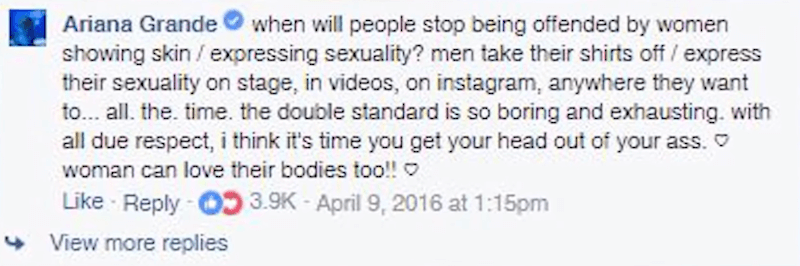 Ariana Grande when will people stop being offended by women
showing skin / expressing sexuality? men take their shirts off / express
their sexuality on stage, in videos, on instagram, anywhere they want
to... all. the. time. the double standard is so boring and exhausting. with
all due respect, i think it's time you get your head out of your ass. ♡
woman can love their bodies too!! ♡
Like · Reply · 3.9K · April 9, 2016 at 1:15pm
View more replies